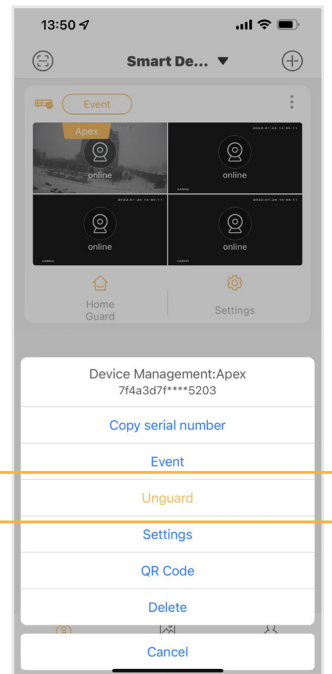 13:50
Smart De... ▼
Event
Apex
online
online
online
online
Home
Guard
Settings
Device Management:Apex
7f4a3d7f****5203
Copy serial number
Event
Unguard
Settings
QR Code
Delete
Cancel